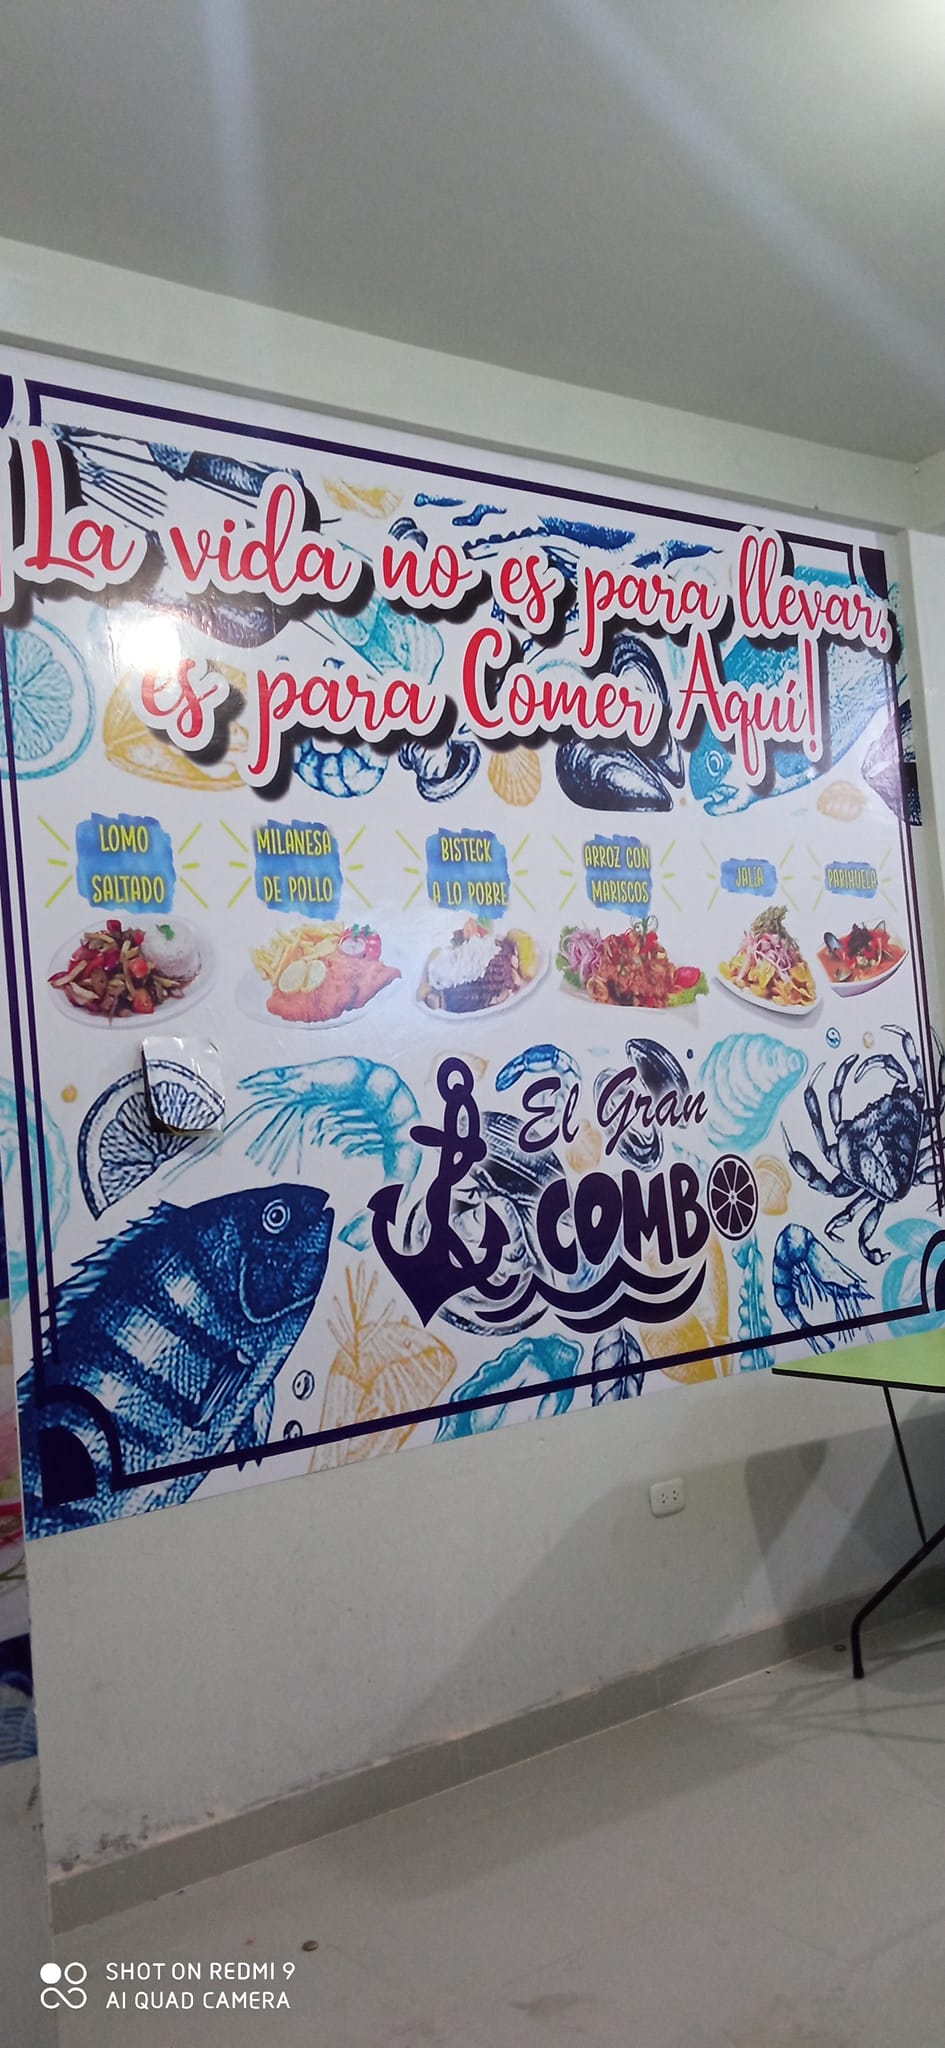 ¡La vida no es para llevar,
es para Comer Aquí!
LOMO
SALTADO
MILANESA
DE POLLO
BISTECK
A LO POBRE
ARROZ CON
MARISCOS
JALEA
PARIHUELA
El Gran
COMBO
SHOT ON REDMI 9
AI QUAD CAMERA